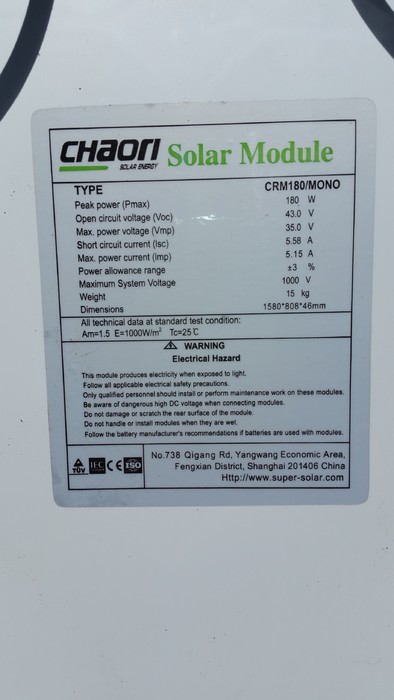 CHAORI SOLAR ENERGY Solar Module
TYPE CRM180/MONO
Peak power (Pmax) 180 W
Open circuit voltage (Voc) 43.0 V
Max. power voltage (Vmp) 35.0 V
Short circuit current (Isc) 5.58 A
Max. power current (Imp) 5.15 A
Power allowance range ±3 %
Maximum System Voltage 1000 V
Weight 15 kg
Dimensions 1580*808*46mm
All technical data at standard test condition:
Am=1.5 E=1000W/m² Tc=25℃
WARNING
Electrical Hazard
This module produces electricity when exposed to light.
Follow all applicable electrical safety precautions.
Only qualified personnel should install or perform maintenance work on these modules.
Be aware of dangerous high DC voltage when connecting modules.
Do not damage or scratch the rear surface of the module.
Do not handle or install modules when they are wet.
Follow the battery manufacturer's recommendations if batteries are used with modules.
TÜV IEC CE ISO
No.738 Qigang Rd, Yangwang Economic Area,
Fengxian District, Shanghai 201406 China
Http://www.super-solar.com